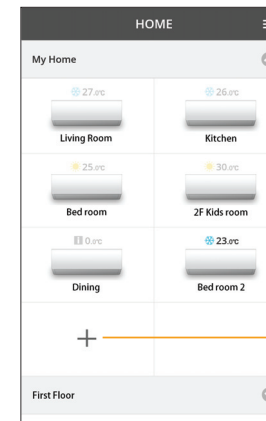 HOME
My Home
27.0°C 26.0°C
Living Room Kitchen
25.0°C 30.0°C
Bed room 2F Kids room
0.0°C 23.0°C
Dining Bed room 2
+
First Floor